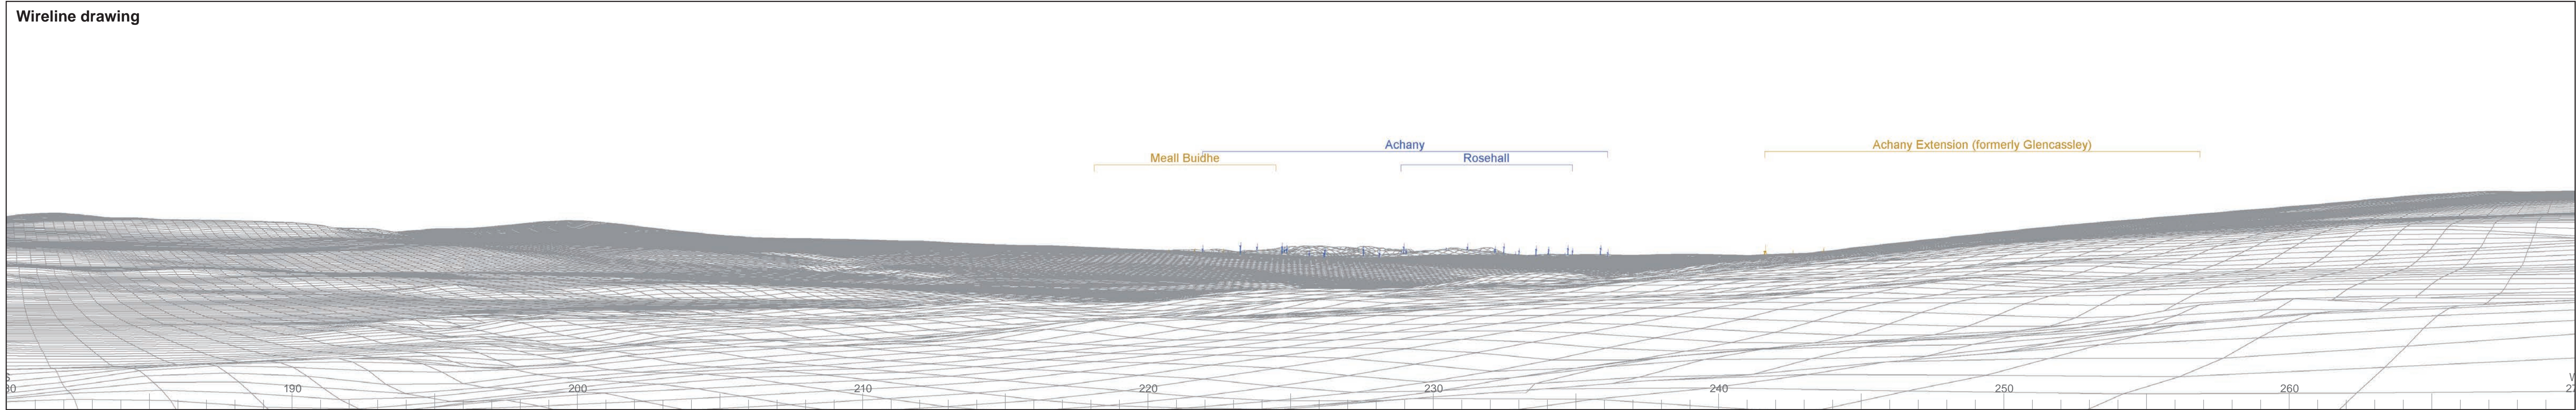 Wireline drawing
Achany
Achany Extension (formerly Glencassley)
Meall Buidhe
Rosehall
S
W
190
200
210
220
230
240
250
260